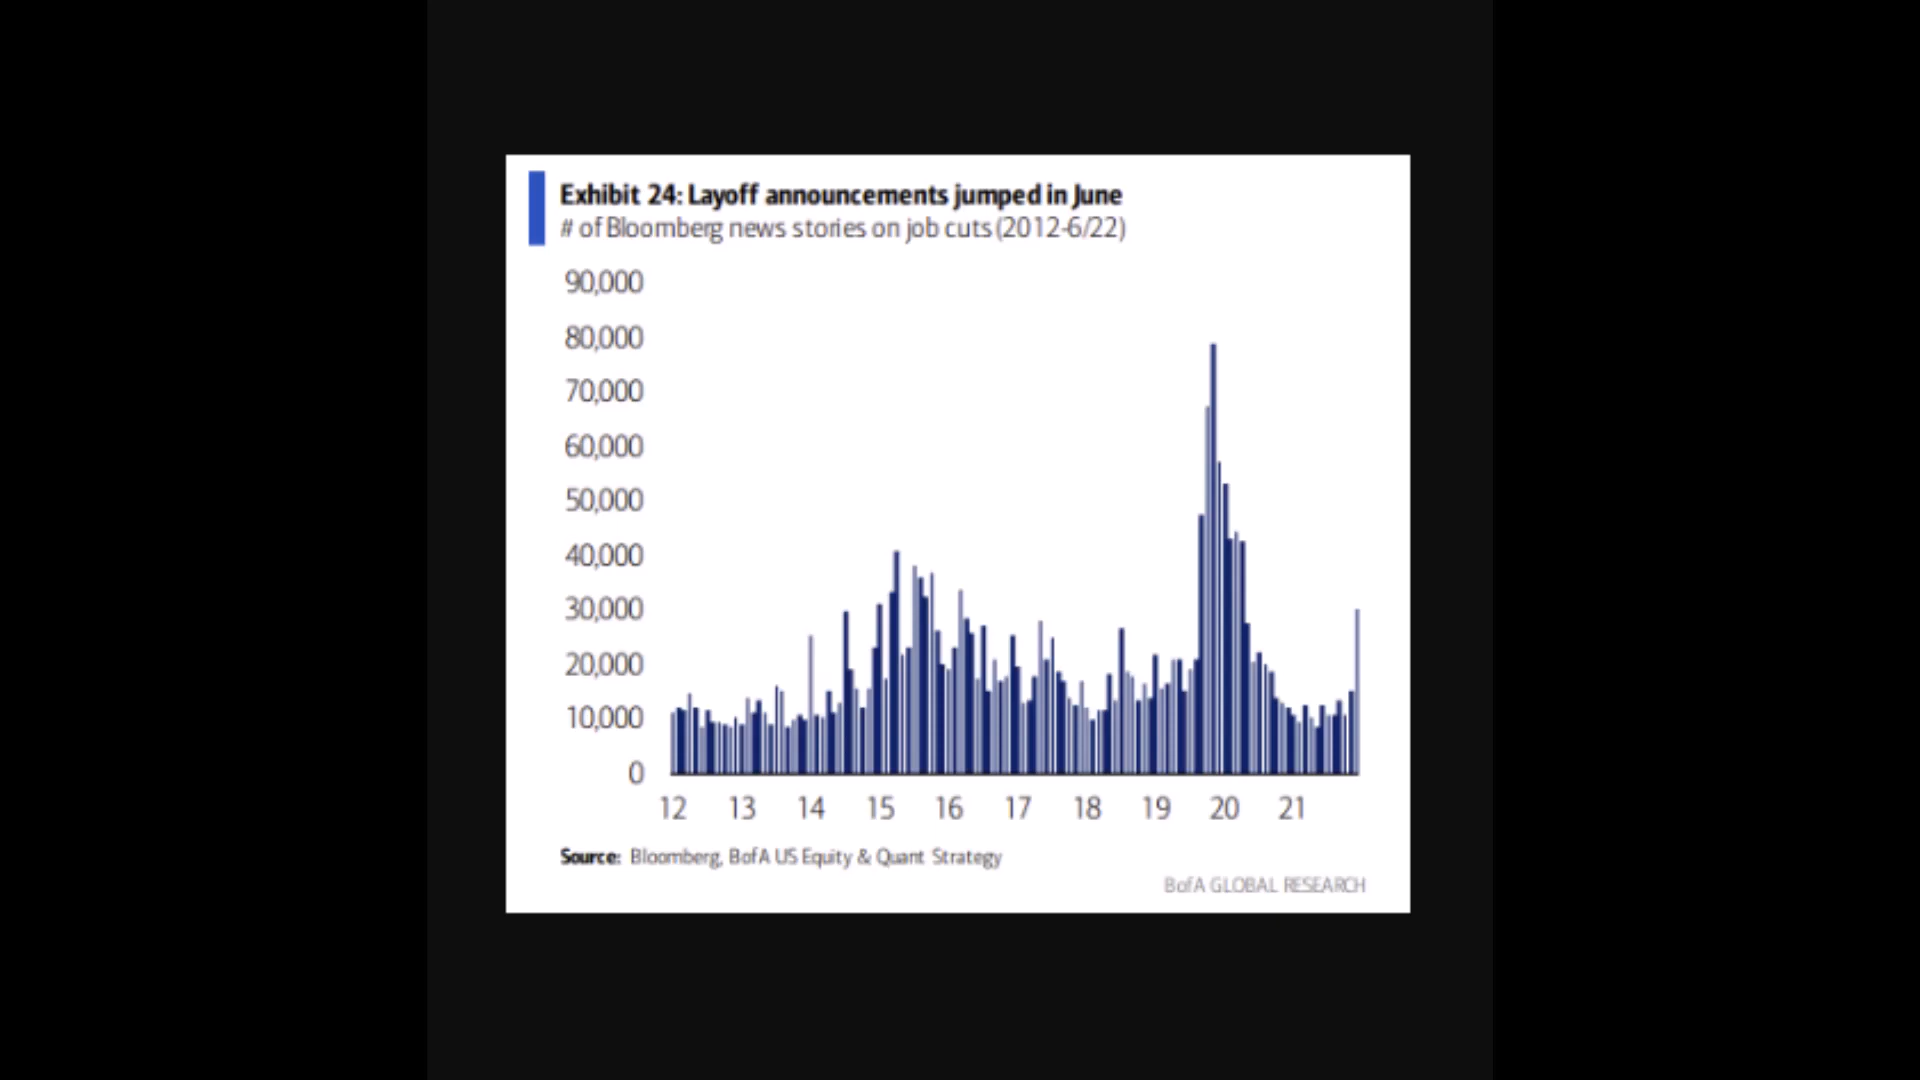 Exhibit 24: Layoff announcements jumped in June
# of Bloomberg news stories on job cuts (2012-6/22)
90,000
80,000
70,000
60,000
50,000
40,000
30,000
20,000
10,000
0
12 13 14 15 16 17 18 19 20 21
Source: Bloomberg, BofA US Equity & Quant Strategy
BofA GLOBAL RESEARCH